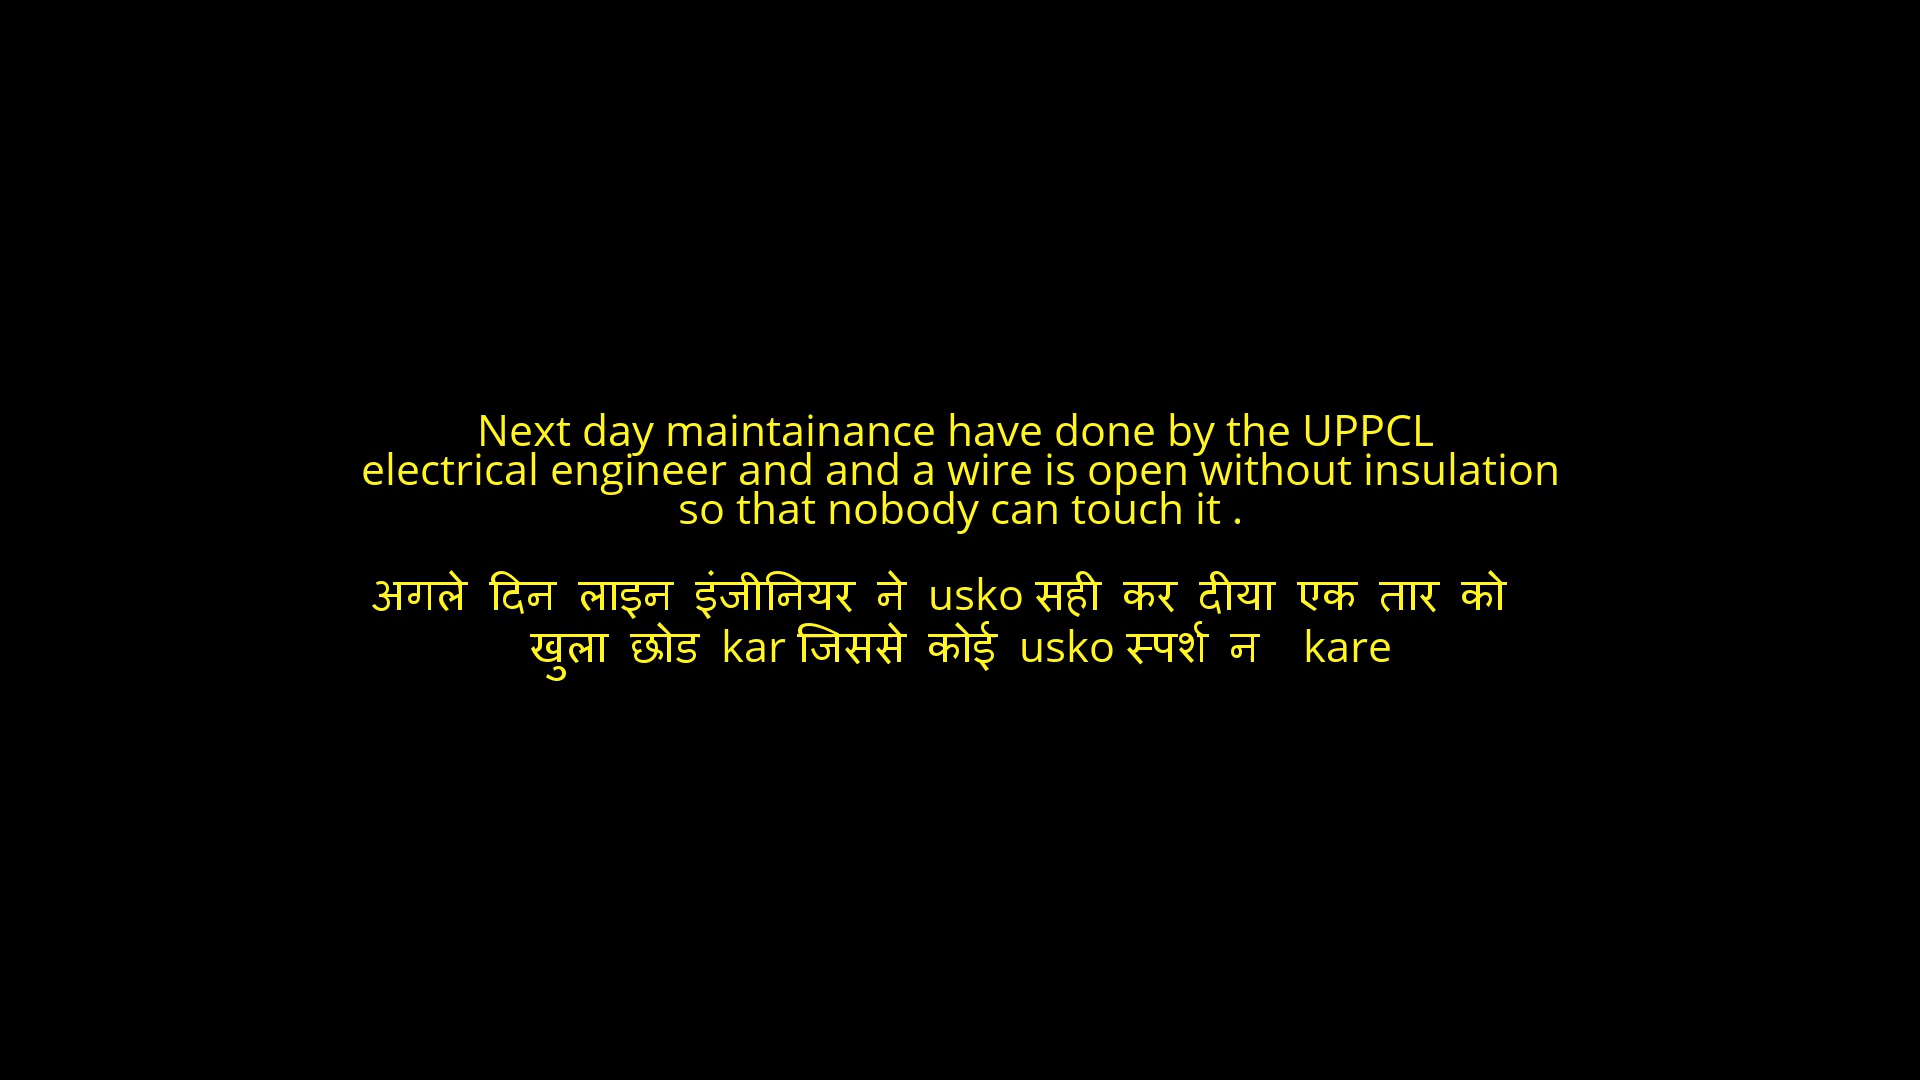 Next day maintainance have done by the UPPCL
electrical engineer and and a wire is open without insulation
so that nobody can touch it .
अगले दिन लाइन इंजीनियर ने usko सही कर दीया एक तार को
खुला छोड kar जिससे कोई usko स्पर्श न kare